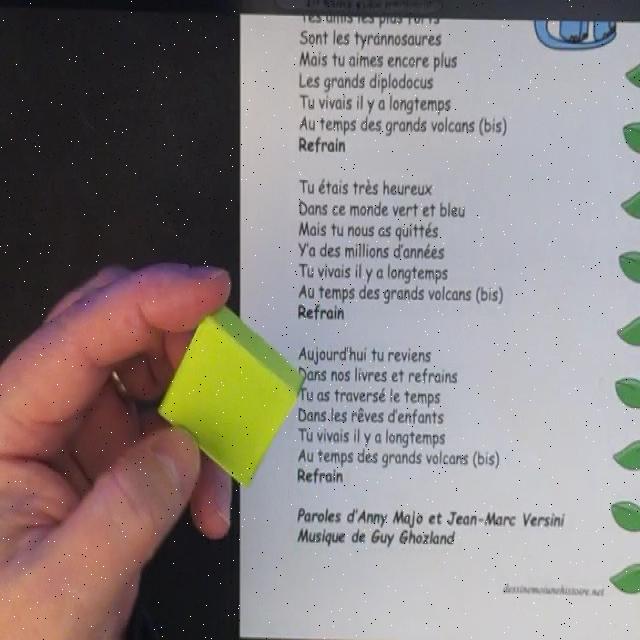 Tes amis les plus forts
Sont les tyrannosaures
Mais tu aimes encore plus
Les grands diplodocus
Tu vivais il y a longtemps
Au temps des grands volcans (bis)
Refrain
Tu étais très heureux
Dans ce monde vert et bleu
Mais tu nous as quittés
Y'a des millions d'années
Tu vivais il y a longtemps
Au temps des grands volcans (bis)
Refrain
Aujourd'hui tu reviens
Dans nos livres et refrains
Tu as traversé le temps
Dans les rêves d'enfants
Tu vivais il y a longtemps
Au temps des grands volcans (bis)
Refrain
Paroles d'Anny Majo et Jean-Marc Versini
Musique de Guy Ghozland
dessinemoiunehistoire.net